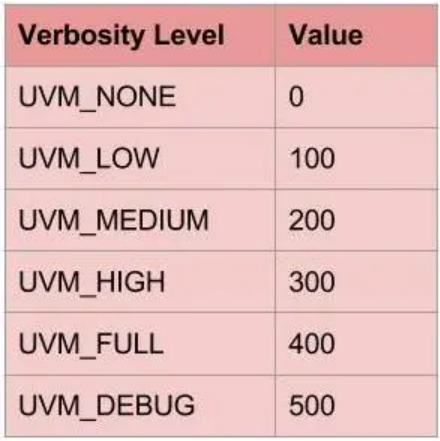 Verbosity Level Value
UVM_NONE 0
UVM_LOW 100
UVM_MEDIUM 200
UVM_HIGH 300
UVM_FULL 400
UVM_DEBUG 500